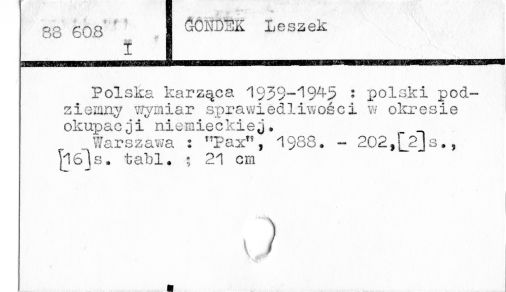 88 608
I
GONDEK Leszek
Polska karząca 1939-1945 : polski pod-
ziemny wymiar sprawiedliwości w okresie
okupacji niemieckiej.
Warszawa : "Pax", 1988. - 202,[2]s.,
[16]s. tabl. ; 21 cm